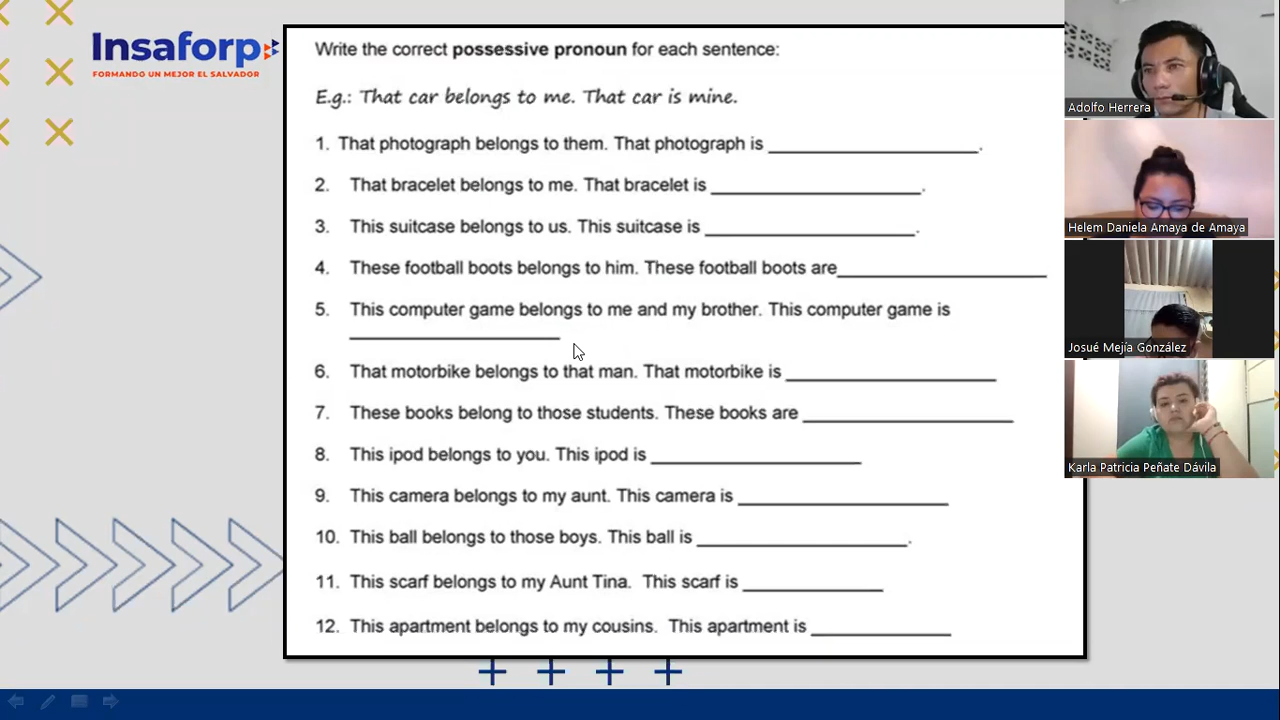 Insaforp
FORMANDO UN MEJOR EL SALVADOR
Write the correct possessive pronoun for each sentence:
E.g.: That car belongs to me. That car is mine.
1. That photograph belongs to them. That photograph is ____________________.
2. That bracelet belongs to me. That bracelet is ____________________.
3. This suitcase belongs to us. This suitcase is ____________________.
4. These football boots belongs to him. These football boots are____________________
5. This computer game belongs to me and my brother. This computer game is
____________________
6. That motorbike belongs to that man. That motorbike is ____________________
7. These books belong to those students. These books are ____________________
8. This ipod belongs to you. This ipod is ____________________
9. This camera belongs to my aunt. This camera is ____________________
10. This ball belongs to those boys. This ball is ____________________.
11. This scarf belongs to my Aunt Tina. This scarf is ______________
12. This apartment belongs to my cousins. This apartment is ______________
Adolfo Herrera
Helem Daniela Amaya de Amaya
Josué Mejía González
Karla Patricia Peñate Dávila